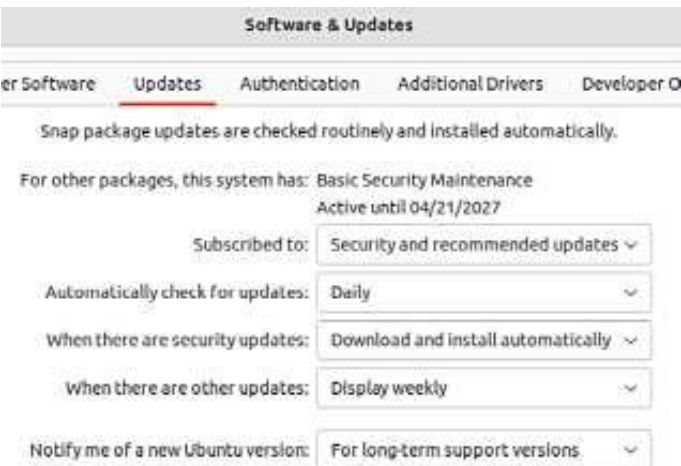 Software & Updates
er Software Updates Authentication Additional Drivers Developer O
Snap package updates are checked routinely and installed automatically.
For other packages, this system has: Basic Security Maintenance
Active until 04/21/2027
Subscribed to: Security and recommended updates
Automatically check for updates: Daily
When there are security updates: Download and install automatically
When there are other updates: Display weekly
Notify me of a new Ubuntu version: For long-term support versions